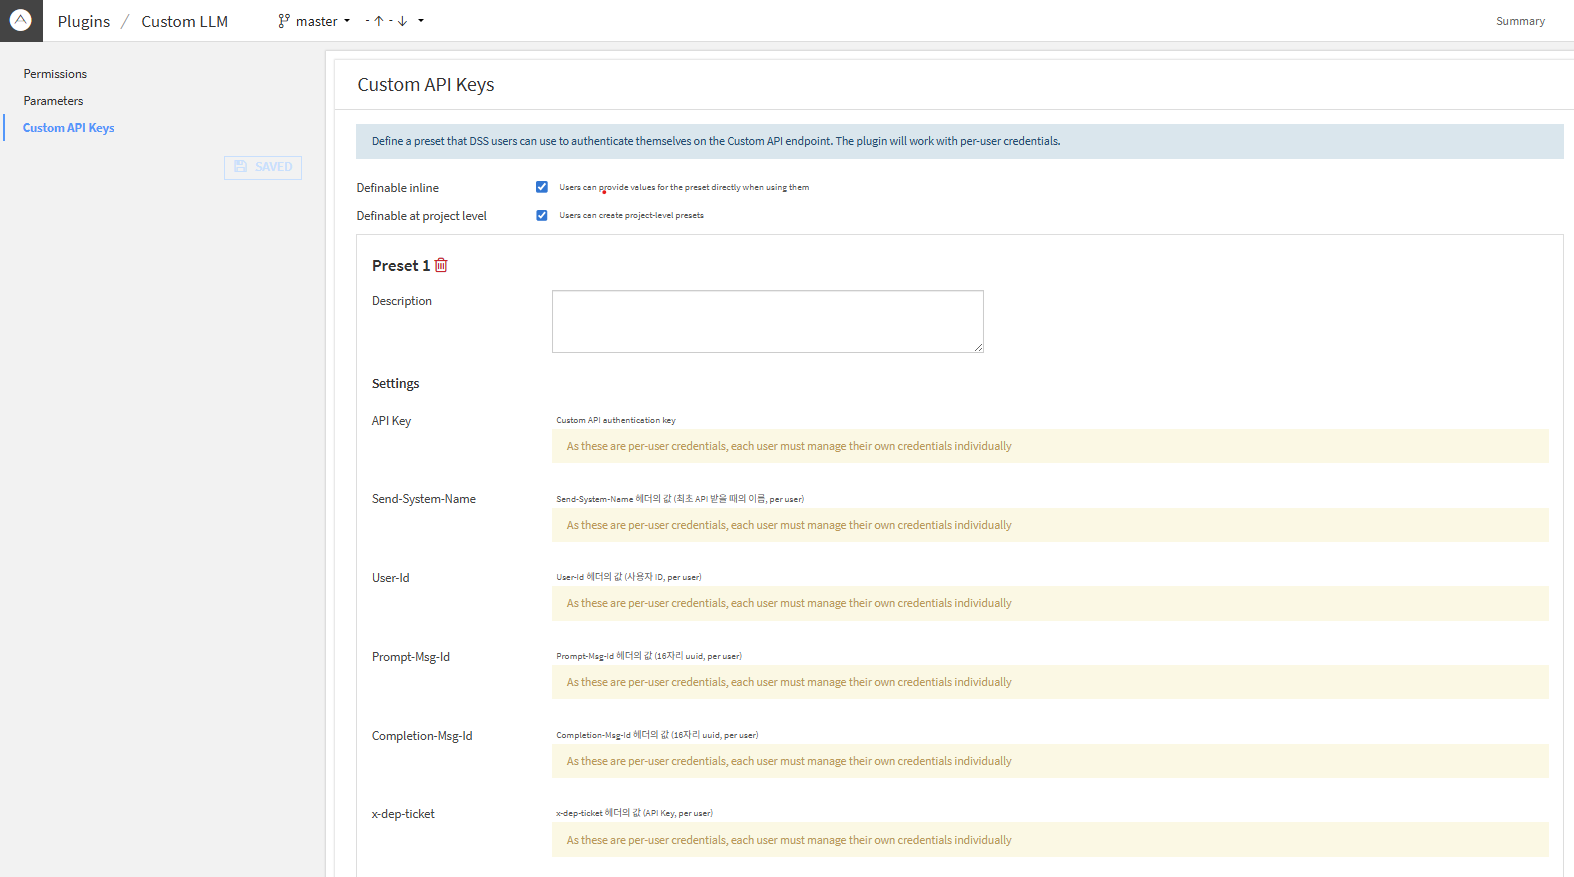 Plugins / Custom LLM master - ↑ - ↓ Summary
Permissions
Parameters
Custom API Keys
SAVED
Custom API Keys
Define a preset that DSS users can use to authenticate themselves on the Custom API endpoint. The plugin will work with per-user credentials.
Definable inline Users can provide values for the preset directly when using them
Definable at project level Users can create project-level presets
Preset 1
Description
Settings
API Key Custom API authentication key
As these are per-user credentials, each user must manage their own credentials individually
Send-System-Name Send-System-Name 헤더의 값 (최초 API 받을 때의 이름, per user)
As these are per-user credentials, each user must manage their own credentials individually
User-Id User-Id 헤더의 값 (사용자 ID, per user)
As these are per-user credentials, each user must manage their own credentials individually
Prompt-Msg-Id Prompt-Msg-Id 헤더의 값 (16자리 uuid, per user)
As these are per-user credentials, each user must manage their own credentials individually
Completion-Msg-Id Completion-Msg-Id 헤더의 값 (16자리 uuid, per user)
As these are per-user credentials, each user must manage their own credentials individually
x-dep-ticket x-dep-ticket 헤더의 값 (API Key, per user)
As these are per-user credentials, each user must manage their own credentials individually